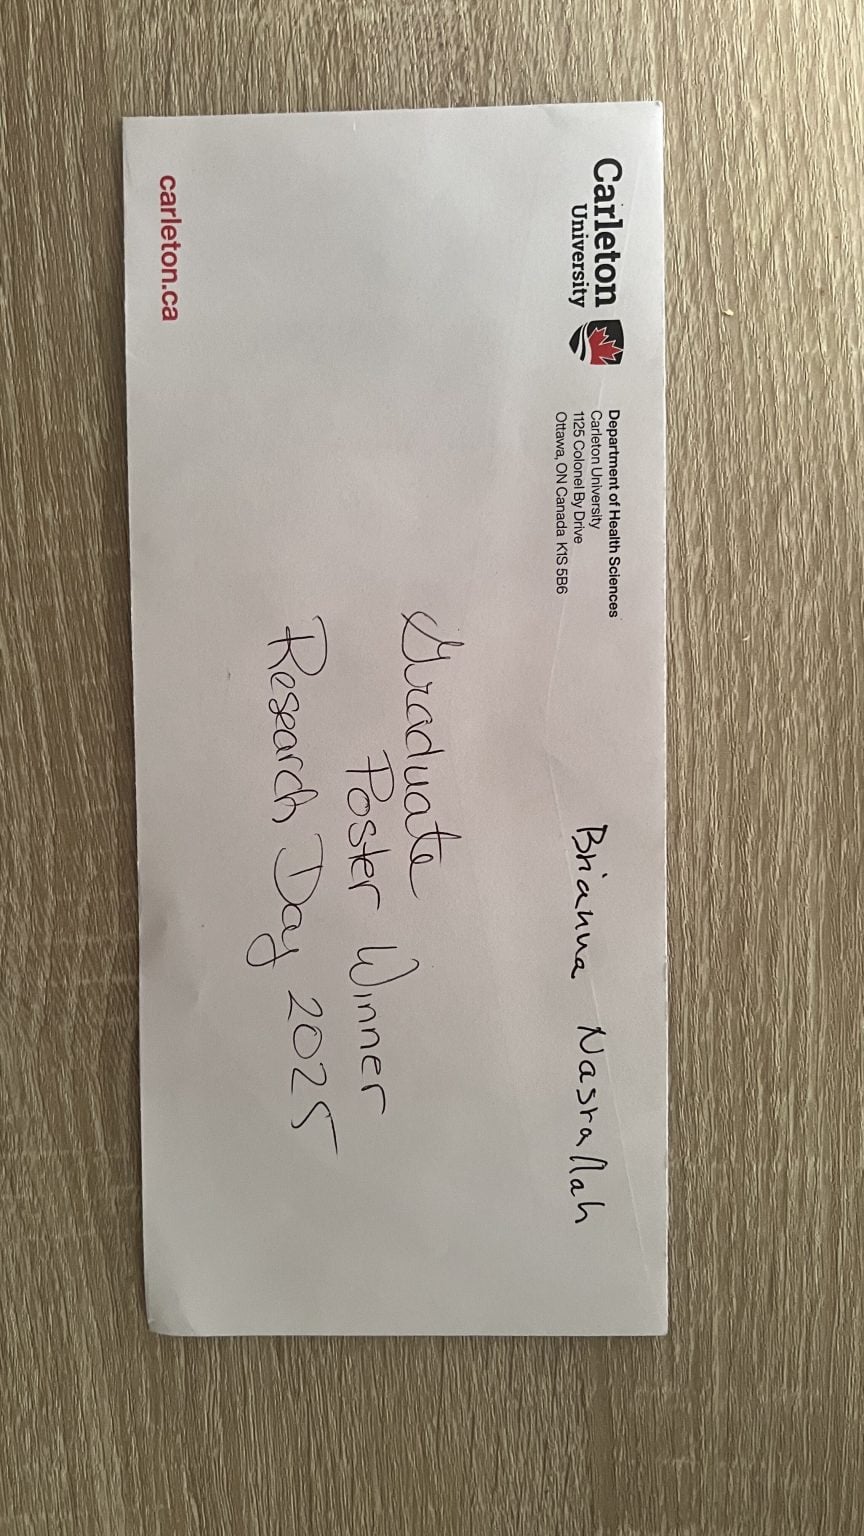 Carleton
University
Department of Health Sciences
Carleton University
1125 Colonel By Drive
Ottawa, ON Canada K1S 5B6
Brianna Nasrallah
Graduate
Poster Winner
Research Day 2025
carleton.ca